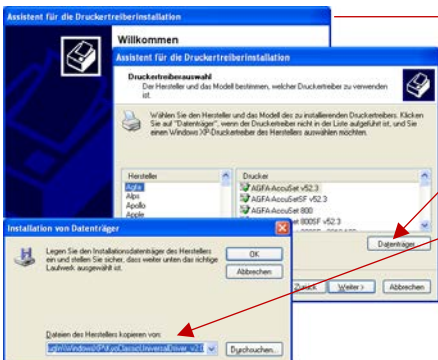 Assistent für die Druckertreiberinstallation
Willkommen
Assistent für die Druckertreiberinstallation
Druckertreiberauswahl
Der Hersteller und das Modell bestimmen, welcher Druckertreiber zu verwenden
ist.
Wählen Sie den Hersteller und das Modell des zu installierenden Druckertreibers. Klicken
Sie auf "Datenträger", wenn der Druckertreiber nicht in der Liste aufgeführt ist, und Sie
einen Windows XP-Druckertreiber des Herstellers auswählen möchten.
Hersteller
Agfa
Alps
Apollo
Apple
Drucker
AGFA-AccuSet v52.3
AGFA-AccuSetSF v52.3
AGFA-AccuSet 800
et 800SF v52.3
Datenträger
Zurück
Weiter >
Abbrechen
Installation von Datenträger
Legen Sie den Installationsdatenträger des Herstellers
ein und stellen Sie sicher, dass weiter unten das richtige
Laufwerk ausgewählt ist.
OK
Abbrechen
Dateien des Herstellers kopieren von:
Durchsuchen...